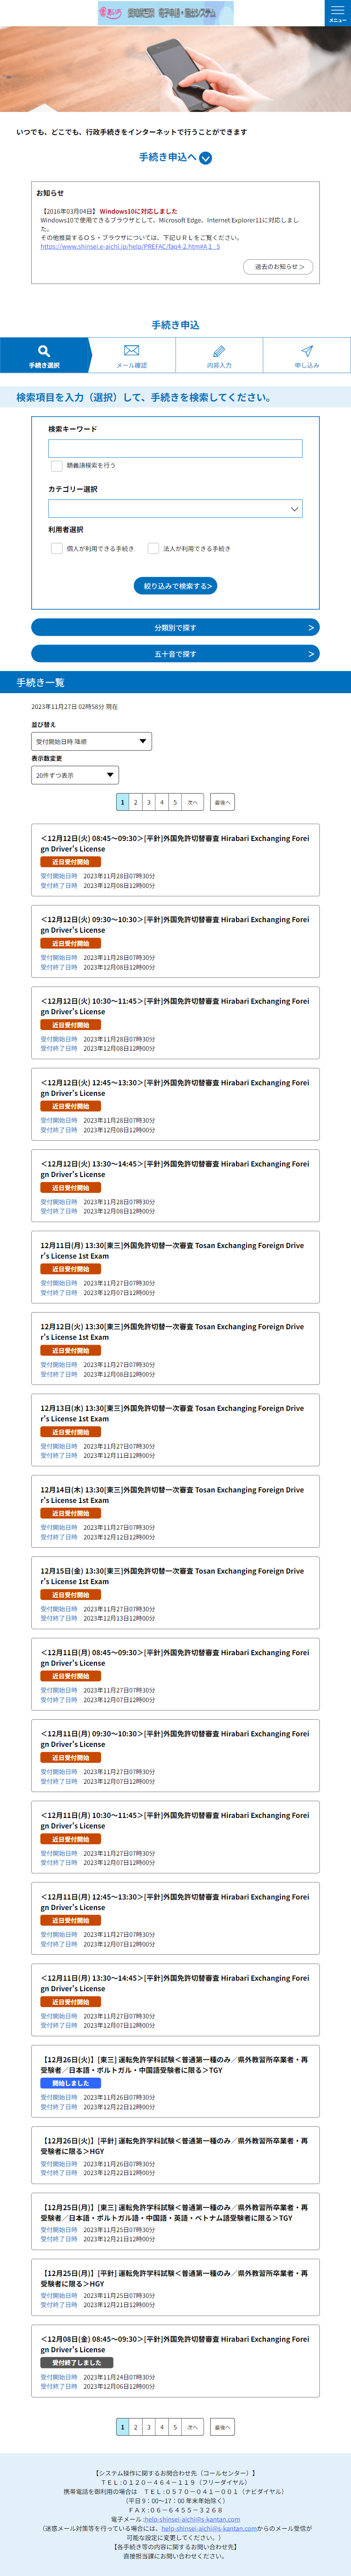 あいち
愛知県警察 電子申請・届出システム
メニュー
いつでも、どこでも、行政手続きをインターネットで行うことができます
手続き申込へ
お知らせ
【2016年03月04日】 Windows10に対応しました
Windows10で使用できるブラウザとして、Microsoft Edge、Internet Explorer11に対応しまし
た。
その他推奨するＯＳ・ブラウザについては、下記ＵＲＬをご覧ください。
https://www.shinsei.e-aichi.jp/help/PREFAC/faq4-2.htm#A１_5
過去のお知らせ ＞
手続き申込
手続き選択
メール確認
内容入力
申し込み
検索項目を入力（選択）して、手続きを検索してください。
検索キーワード
類義語検索を行う
カテゴリー選択
利用者選択
個人が利用できる手続き
法人が利用できる手続き
絞り込みで検索する＞
分類別で探す ＞
五十音で探す ＞
手続き一覧
2023年11月27日 02時58分 現在
並び替え
受付開始日時 降順
表示数変更
20件ずつ表示
1 2 3 4 5 次へ 最後へ
＜12月12日(火) 08:45～09:30＞[平針]外国免許切替審査 Hirabari Exchanging Forei
gn Driver's License
近日受付開始
受付開始日時 2023年11月28日07時30分
受付終了日時 2023年12月08日12時00分
＜12月12日(火) 09:30～10:30＞[平針]外国免許切替審査 Hirabari Exchanging Forei
gn Driver's License
近日受付開始
受付開始日時 2023年11月28日07時30分
受付終了日時 2023年12月08日12時00分
＜12月12日(火) 10:30～11:45＞[平針]外国免許切替審査 Hirabari Exchanging Forei
gn Driver's License
近日受付開始
受付開始日時 2023年11月28日07時30分
受付終了日時 2023年12月08日12時00分
＜12月12日(火) 12:45～13:30＞[平針]外国免許切替審査 Hirabari Exchanging Forei
gn Driver's License
近日受付開始
受付開始日時 2023年11月28日07時30分
受付終了日時 2023年12月08日12時00分
＜12月12日(火) 13:30～14:45＞[平針]外国免許切替審査 Hirabari Exchanging Forei
gn Driver's License
近日受付開始
受付開始日時 2023年11月28日07時30分
受付終了日時 2023年12月08日12時00分
12月11日(月) 13:30[東三]外国免許切替一次審査 Tosan Exchanging Foreign Drive
r's License 1st Exam
近日受付開始
受付開始日時 2023年11月27日07時30分
受付終了日時 2023年12月07日12時00分
12月12日(火) 13:30[東三]外国免許切替一次審査 Tosan Exchanging Foreign Drive
r's License 1st Exam
近日受付開始
受付開始日時 2023年11月27日07時30分
受付終了日時 2023年12月08日12時00分
12月13日(水) 13:30[東三]外国免許切替一次審査 Tosan Exchanging Foreign Drive
r's License 1st Exam
近日受付開始
受付開始日時 2023年11月27日07時30分
受付終了日時 2023年12月11日12時00分
12月14日(木) 13:30[東三]外国免許切替一次審査 Tosan Exchanging Foreign Drive
r's License 1st Exam
近日受付開始
受付開始日時 2023年11月27日07時30分
受付終了日時 2023年12月12日12時00分
12月15日(金) 13:30[東三]外国免許切替一次審査 Tosan Exchanging Foreign Drive
r's License 1st Exam
近日受付開始
受付開始日時 2023年11月27日07時30分
受付終了日時 2023年12月13日12時00分
＜12月11日(月) 08:45～09:30＞[平針]外国免許切替審査 Hirabari Exchanging Forei
gn Driver's License
近日受付開始
受付開始日時 2023年11月27日07時30分
受付終了日時 2023年12月07日12時00分
＜12月11日(月) 09:30～10:30＞[平針]外国免許切替審査 Hirabari Exchanging Forei
gn Driver's License
近日受付開始
受付開始日時 2023年11月27日07時30分
受付終了日時 2023年12月07日12時00分
＜12月11日(月) 10:30～11:45＞[平針]外国免許切替審査 Hirabari Exchanging Forei
gn Driver's License
近日受付開始
受付開始日時 2023年11月27日07時30分
受付終了日時 2023年12月07日12時00分
＜12月11日(月) 12:45～13:30＞[平針]外国免許切替審査 Hirabari Exchanging Forei
gn Driver's License
近日受付開始
受付開始日時 2023年11月27日07時30分
受付終了日時 2023年12月07日12時00分
＜12月11日(月) 13:30～14:45＞[平針]外国免許切替審査 Hirabari Exchanging Forei
gn Driver's License
近日受付開始
受付開始日時 2023年11月27日07時30分
受付終了日時 2023年12月07日12時00分
【12月26日(火)】[東三] 運転免許学科試験＜普通第一種のみ／県外教習所卒業者・再
受験者／日本語・ポルトガル・中国語受験者に限る＞TGY
開始しました
受付開始日時 2023年11月26日07時30分
受付終了日時 2023年12月22日12時00分
【12月26日(火)】[平針] 運転免許学科試験＜普通第一種のみ／県外教習所卒業者・再
受験者に限る＞HGY
受付開始日時 2023年11月26日07時30分
受付終了日時 2023年12月22日12時00分
【12月25日(月)】[東三] 運転免許学科試験＜普通第一種のみ／県外教習所卒業者・再
受験者／日本語・ポルトガル語・中国語・英語・ベトナム語受験者に限る＞TGY
受付開始日時 2023年11月25日07時30分
受付終了日時 2023年12月21日12時00分
【12月25日(月)】[平針] 運転免許学科試験＜普通第一種のみ／県外教習所卒業者・再
受験者に限る＞HGY
受付開始日時 2023年11月25日07時30分
受付終了日時 2023年12月21日12時00分
＜12月08日(金) 08:45～09:30＞[平針]外国免許切替審査 Hirabari Exchanging Forei
gn Driver's License
受付終了しました
受付開始日時 2023年11月24日07時30分
受付終了日時 2023年12月06日12時00分
1 2 3 4 5 次へ 最後へ
【システム操作に関するお問合わせ先（コールセンター）】
ＴＥＬ :０１２０－４６４－１１９（フリーダイヤル）
携帯電話を御利用の場合は　ＴＥＬ :０５７０－０４１－００１（ナビダイヤル）
（平日 9：00～17：00 年末年始除く）
ＦＡＸ :０６－６４５５－３２６８
電子メール :help-shinsei-aichi@s-kantan.com
（迷惑メール対策等を行っている場合には、help-shinsei-aichi@s-kantan.comからのメール受信が
可能な設定に変更してください。）
【各手続き等の内容に関するお問い合わせ先】
直接担当課にお問い合わせください。